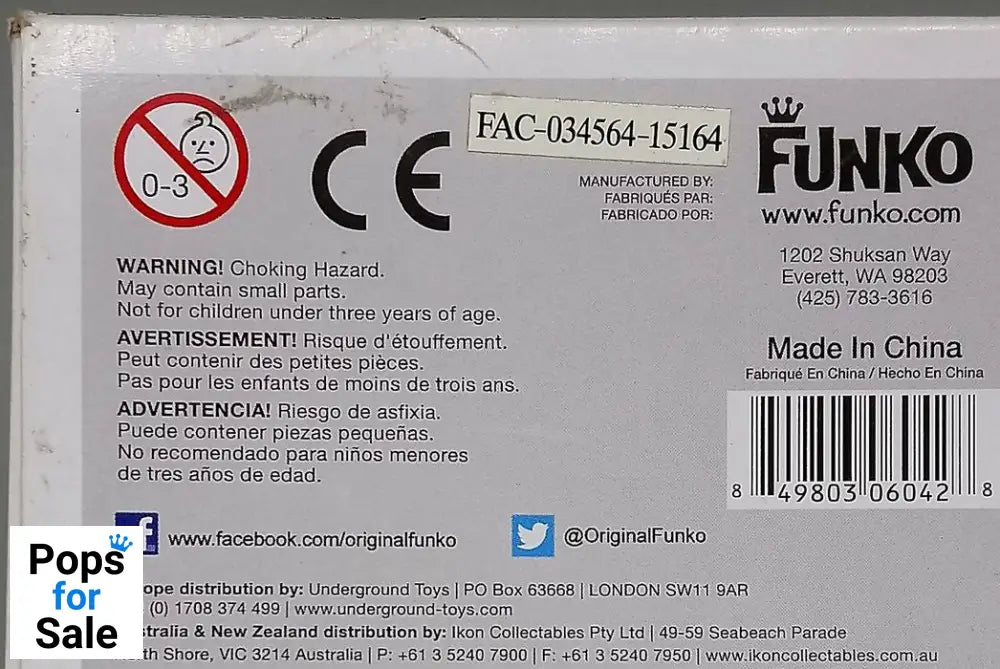 0-3
CE
FAC-034564-15164
MANUFACTURED BY:
FABRIQUÉS PAR:
FABRICADO POR:
FUNKO
www.funko.com
1202 Shuksan Way
Everett, WA 98203
(425) 783-3616
WARNING! Choking Hazard.
May contain small parts.
Not for children under three years of age.
AVERTISSEMENT! Risque d'étouffement.
Peut contenir des petites pièces.
Pas pour les enfants de moins de trois ans.
ADVERTENCIA! Riesgo de asfixia.
Puede contener piezas pequeñas.
No recomendado para niños menores
de tres años de edad.
Made In China
Fabriqué En China / Hecho En China
8 49803 06042 8
f www.facebook.com/originalfunko
@OriginalFunko
ope distribution by: Underground Toys | PO Box 63668 | LONDON SW11 9AR
(0) 1708 374 499 | www.underground-toys.com
stralia & New Zealand distribution by: Ikon Collectables Pty Ltd | 49-59 Seabeach Parade
th Shore, VIC 3214 Australia | P: +61 3 5240 7900 | F: +61 3 5240 7950 | www.ikoncollectables.com.au
Pops
for
Sale